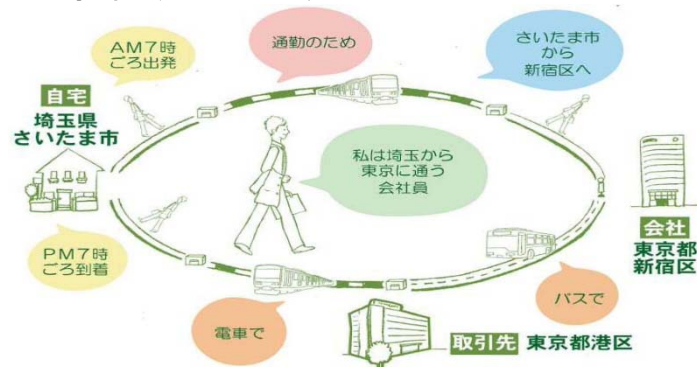 AM7時
ごろ出発
通勤のため
さいたま市
から
新宿区へ
自宅
埼玉県
さいたま市
私は埼玉から
東京に通う
会社員
会社
東京都
新宿区
PM7時
ごろ到着
電車で
バスで
取引先 東京都港区